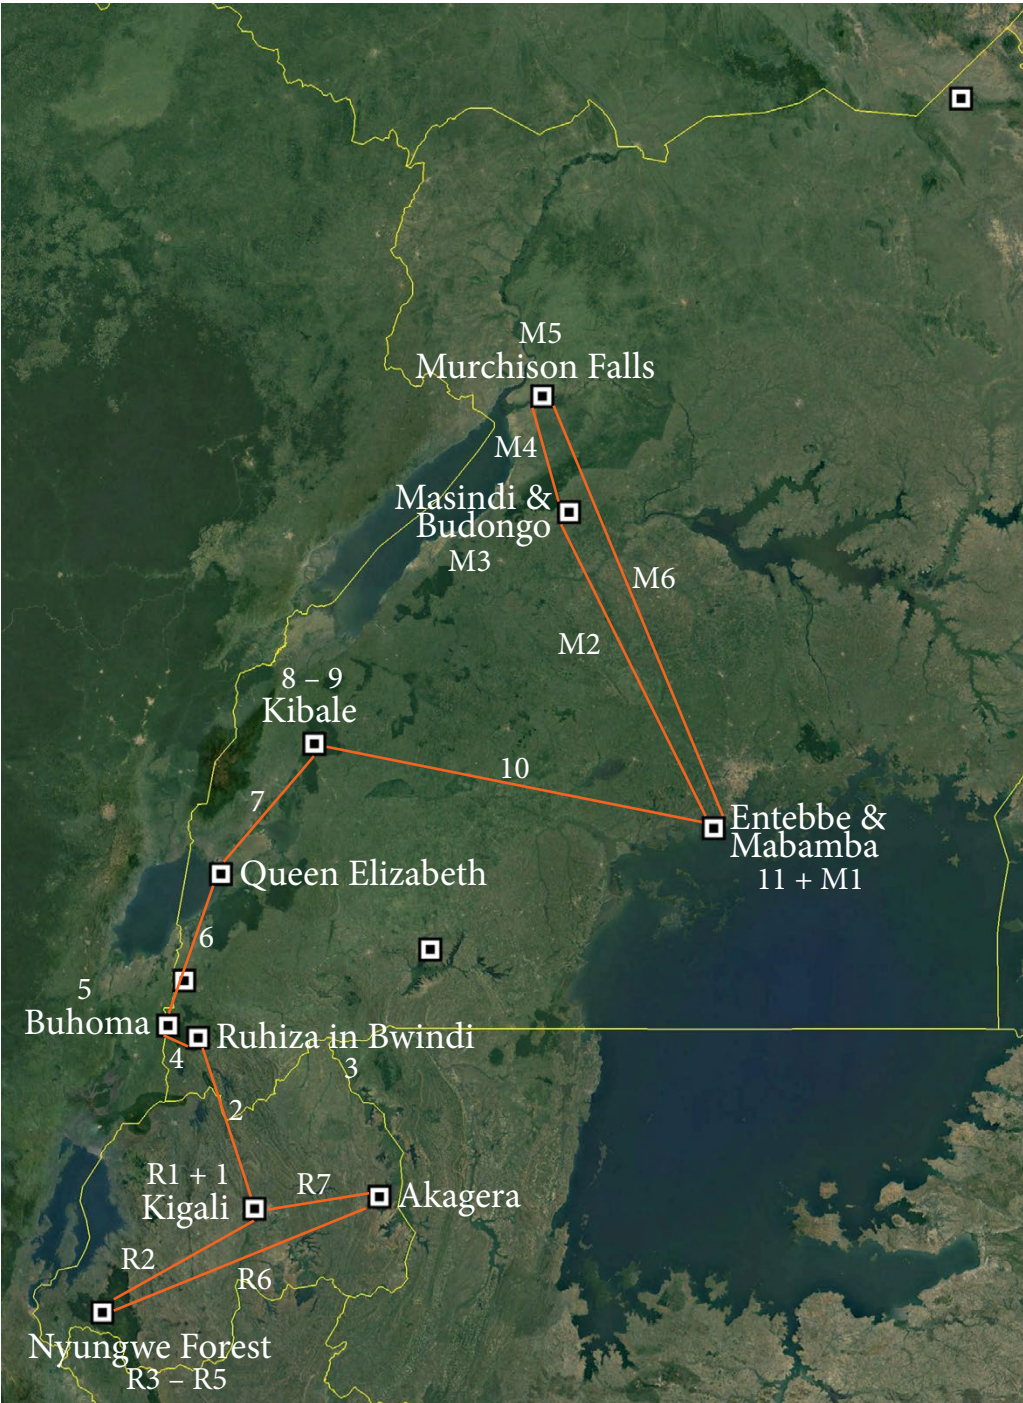 M5
Murchison Falls
M4
Masindi &
Budongo
M3
M6
M2
8 – 9
Kibale
10
7
Entebbe &
Mabamba
11 + M1
Queen Elizabeth
6
5
Buhoma
Ruhiza in Bwindi
4
3
2
R1 + 1
Kigali
R7
Akagera
R2
R6
Nyungwe Forest
R3 – R5